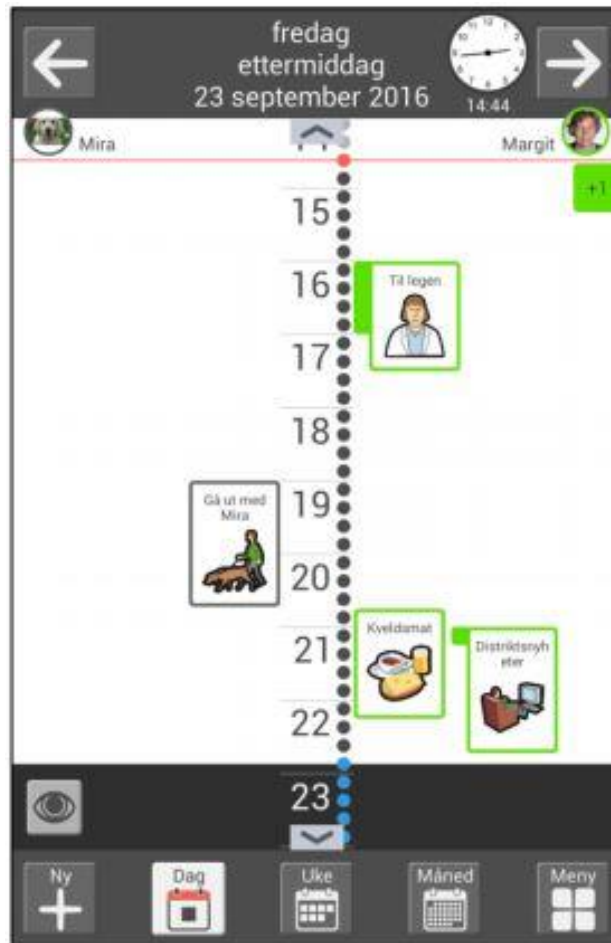 fredag
ettermiddag
23 september 2016
14:44
Mira
Margit
+1
15
16
Til legen
17
18
Gå ut med
Mira
19
20
Kveldsmat
21
Distriktsnyh
eter
22
23
Ny
Dag
Uke
Måned
Meny